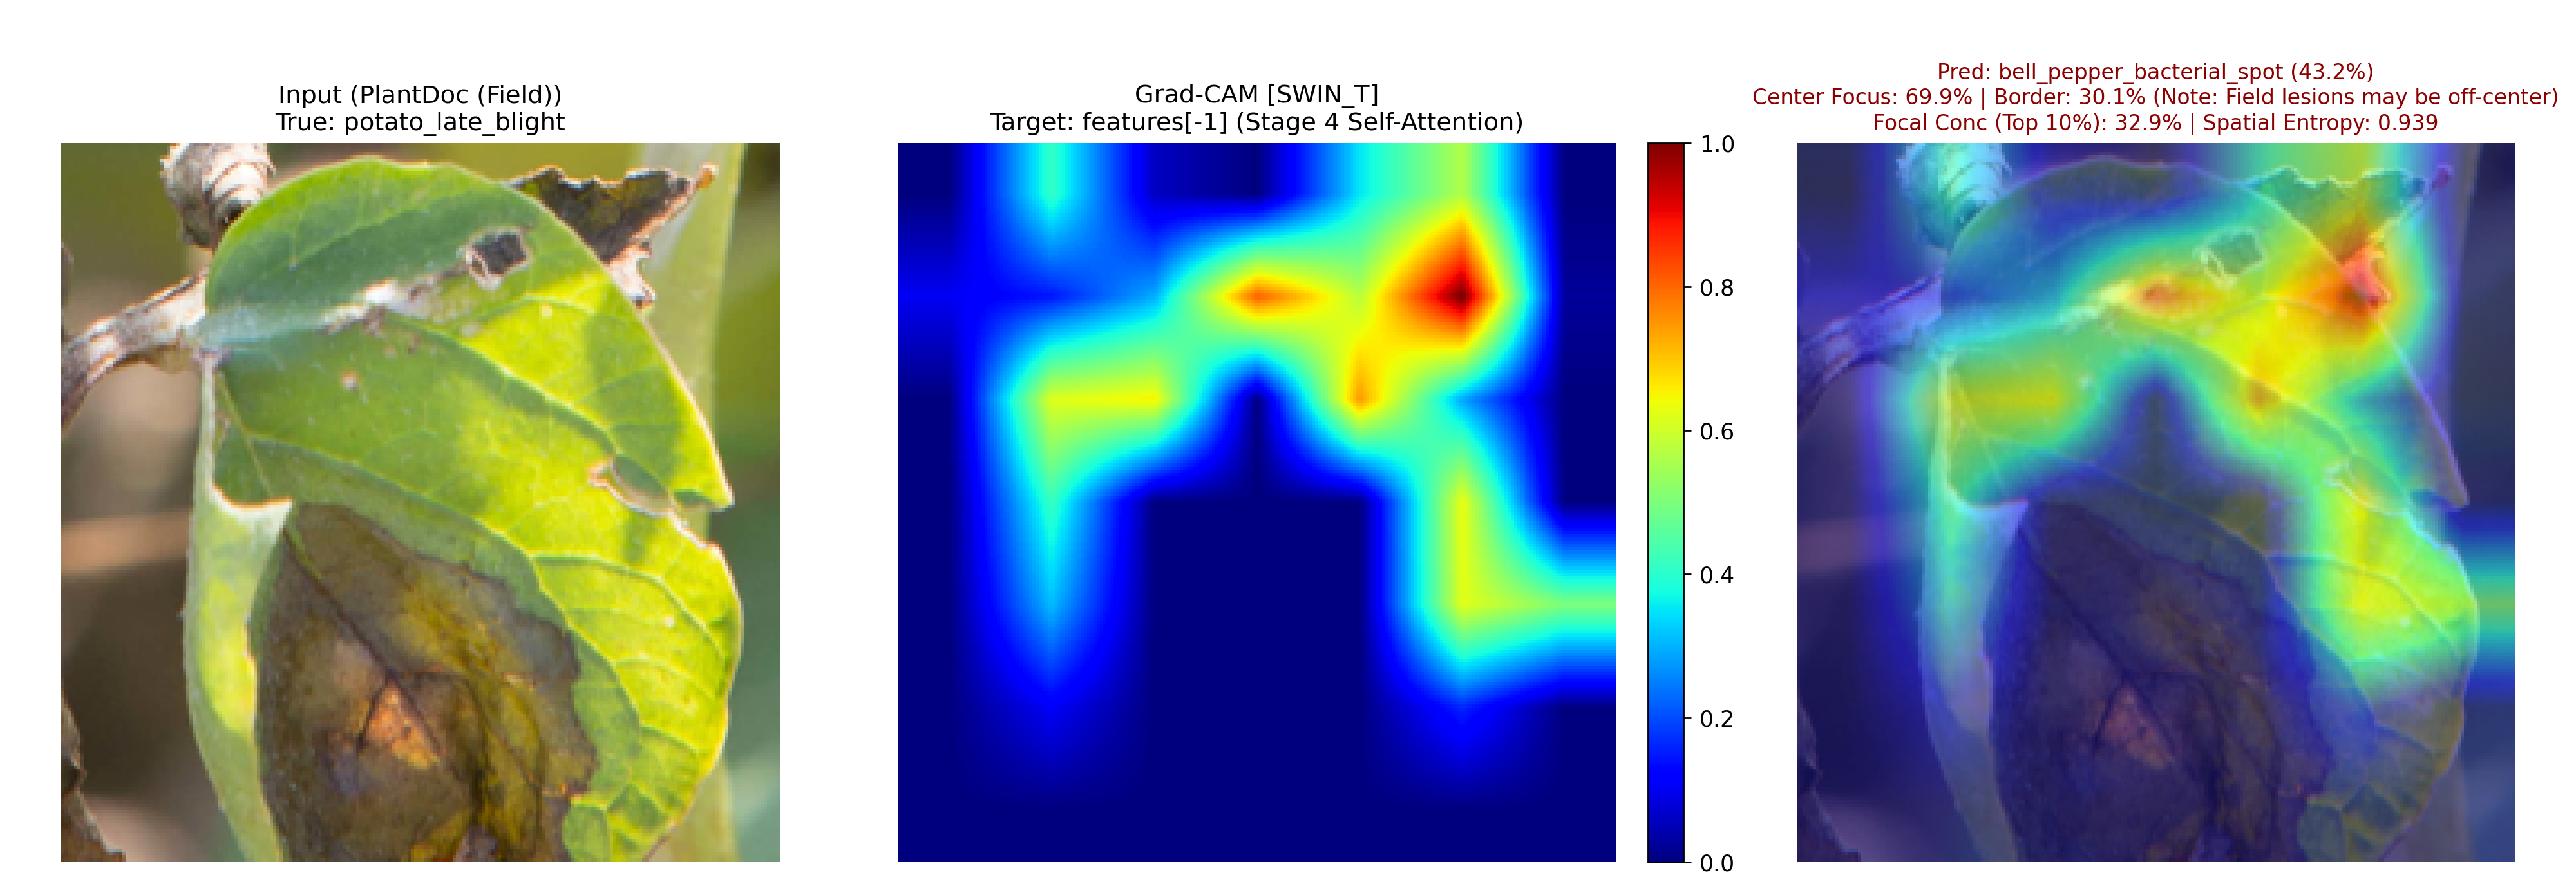 Input (PlantDoc (Field))
True: potato_late_blight
Grad-CAM [SWIN_T]
Target: features[-1] (Stage 4 Self-Attention)
1.0
0.8
0.6
0.4
0.2
0.0
Pred: bell_pepper_bacterial_spot (43.2%)
Center Focus: 69.9% | Border: 30.1% (Note: Field lesions may be off-center)
Focal Conc (Top 10%): 32.9% | Spatial Entropy: 0.939